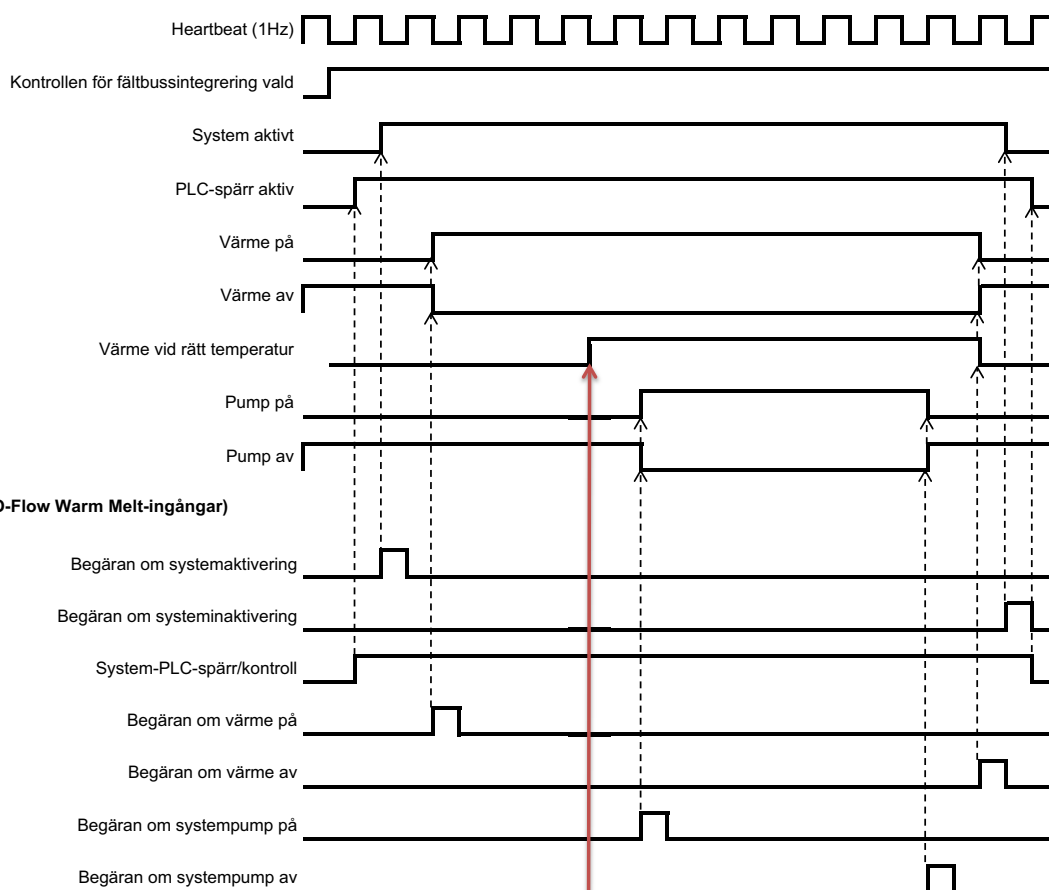 Heartbeat (1Hz)
Kontrollen för fältbussintegrering vald
System aktivt
PLC-spärr aktiv
Värme på
Värme av
Värme vid rätt temperatur
Pump på
Pump av
-Flow Warm Melt-ingångar)
Begäran om systemaktivering
Begäran om systeminaktivering
System-PLC-spärr/kontroll
Begäran om värme på
Begäran om värme av
Begäran om systempump på
Begäran om systempump av